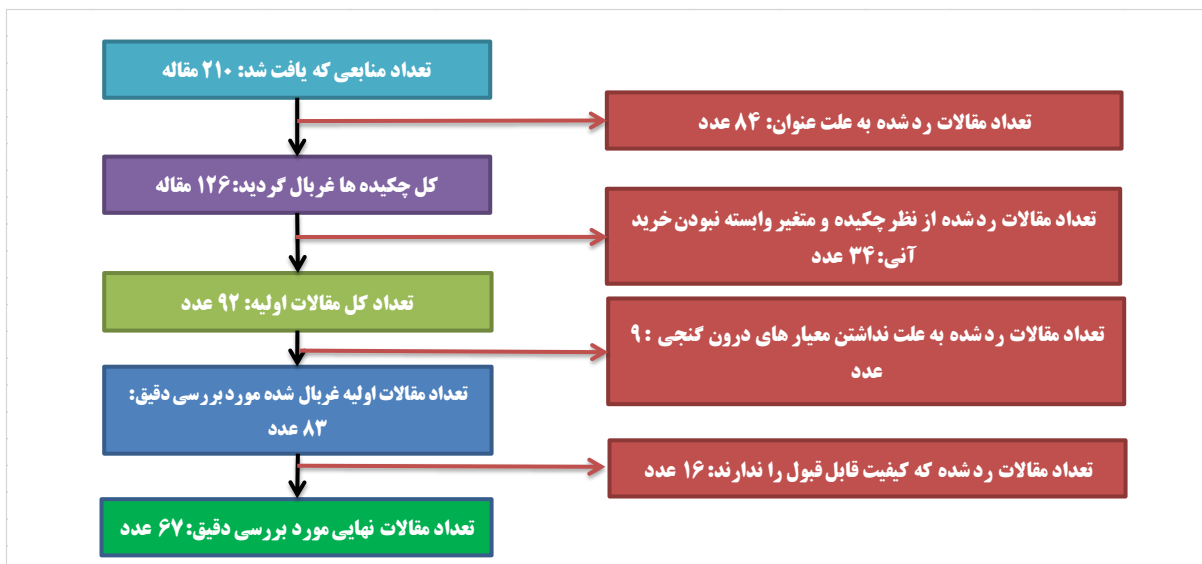 تعداد منابعی که یافت شد: ۲۱۰ مقاله
تعداد مقالات رد شده به علت عنوان: ۸۴ عدد
کل چکیده ها غربال گردید: ۱۲۶ مقاله
تعداد مقالات رد شده از نظر چکیده و متغیر وابسته نبودن خرید
آنی: ۳۴ عدد
تعداد کل مقالات اولیه: ۹۲ عدد
تعداد مقالات رد شده به علت نداشتن معیار های درون گنجی : ۹
عدد
تعداد مقالات اولیه غربال شده مورد بررسی دقیق:
۸۳ عدد
تعداد مقالات رد شده که کیفیت قابل قبول را ندارند: ۱۶ عدد
تعداد مقالات نهایی مورد بررسی دقیق: ۶۷ عدد